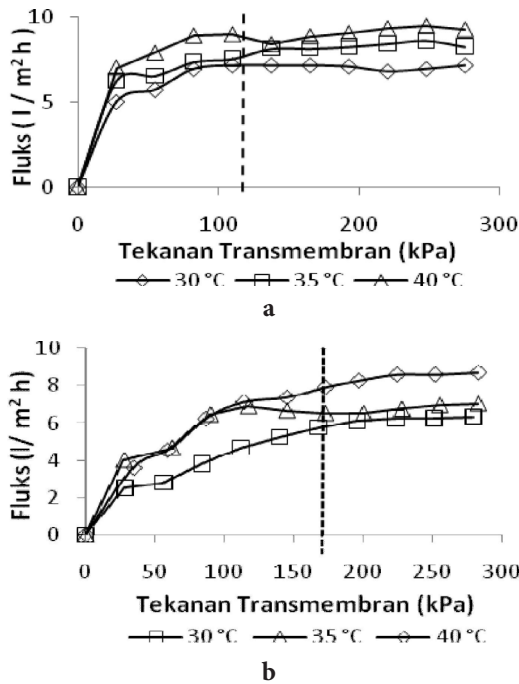 10
Fluks ( l / m² h )
5
0
0 100 200 300
Tekanan Transmembran (kPa)
30 °C 35 °C 40 °C
a
10
8
Fluks (l/ m² h)
6
4
2
0
0 50 100 150 200 250 300
Tekanan Transmembran (kPa)
30 °C 35 °C 40 °C
b